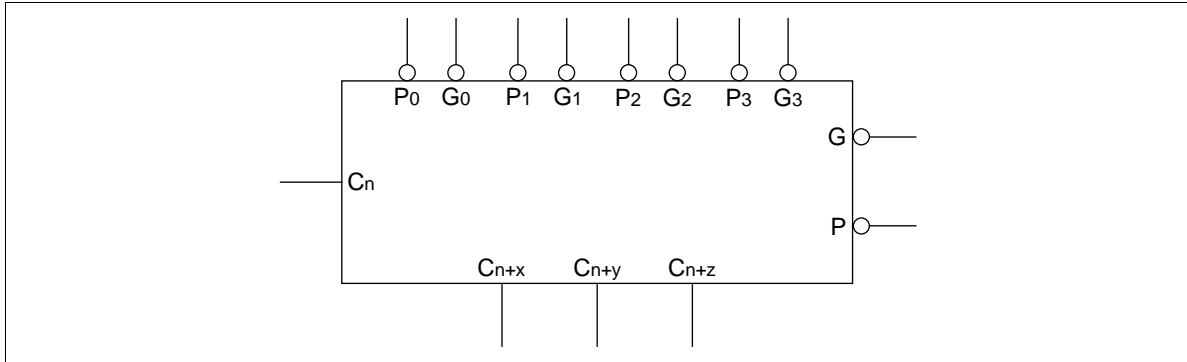 P0 G0 P1 G1 P2 G2 P3 G3
G
Cn
P
Cn+x Cn+y Cn+z